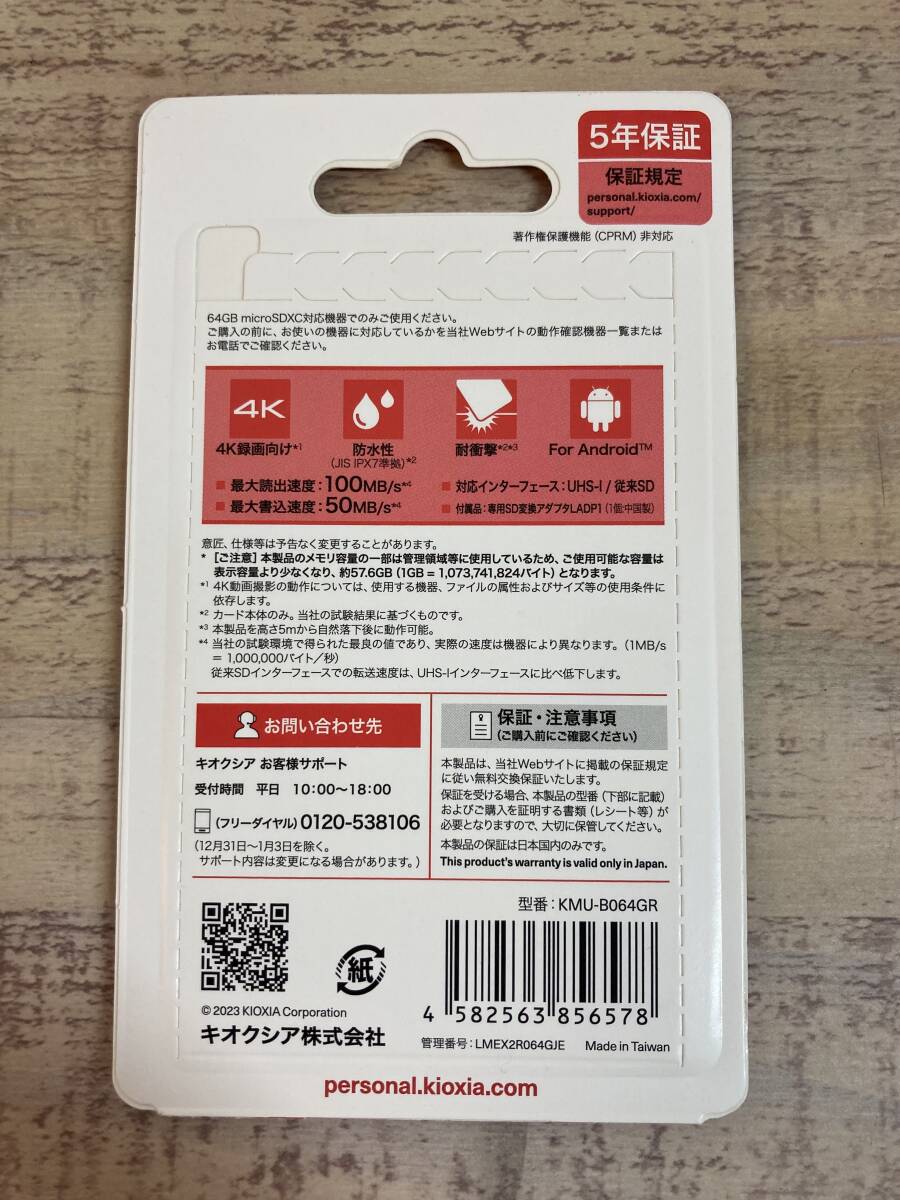 5年保証
保証規定
personal.kioxia.com/
support/
著作権保護機能（CPRM）非対応
64GB microSDXC対応機器でのみご使用ください。
ご購入の前に、お使いの機器に対応しているかを当社Webサイトの動作確認機器一覧または
お電話でご確認ください。
4K
4K録画向け*1
防水性
（JIS IPX7準拠）*2
耐衝撃*2*3
For Android™
■ 最大読出速度：100MB/s*4
■ 最大書込速度：50MB/s*4
■ 対応インターフェース：UHS-I / 従来SD
■ 付属品：専用SD変換アダプタLADP1（1個:中国製）
意匠、仕様等は予告なく変更することがあります。
* ［ご注意］本製品のメモリ容量の一部は管理領域等に使用しているため、ご使用可能な容量は
表示容量より少なくなり、約57.6GB（1GB = 1,073,741,824バイト）となります。
*1 4K動画撮影の動作については、使用する機器、ファイルの属性およびサイズ等の使用条件に
依存します。
*2 カード本体のみ。当社の試験結果に基づくものです。
*3 本製品を高さ5mから自然落下後に動作可能。
*4 当社の試験環境で得られた最良の値であり、実際の速度は機器により異なります。（1MB/s
= 1,000,000バイト／秒）
従来SDインターフェースでの転送速度は、UHS-Iインターフェースに比べ低下します。
お問い合わせ先
キオクシア お客様サポート
受付時間 平日 10:00～18:00
（フリーダイヤル）0120-538106
（12月31日～1月3日を除く。
サポート内容は変更になる場合があります。）
保証・注意事項
（ご購入前にご確認ください）
本製品は、当社Webサイトに掲載の保証規定
に従い無料交換保証いたします。
保証を受ける場合、本製品の型番（下部に記載）
およびご購入を証明する書類（レシート等）が
必要となりますので、大切に保管してください。
本製品の保証は日本国内のみです。
This product's warranty is valid only in Japan.
型番：KMU-B064GR
紙
4 582563 856578
© 2023 KIOXIA Corporation
キオクシア株式会社
管理番号：LMEX2R064GJE Made in Taiwan
personal.kioxia.com